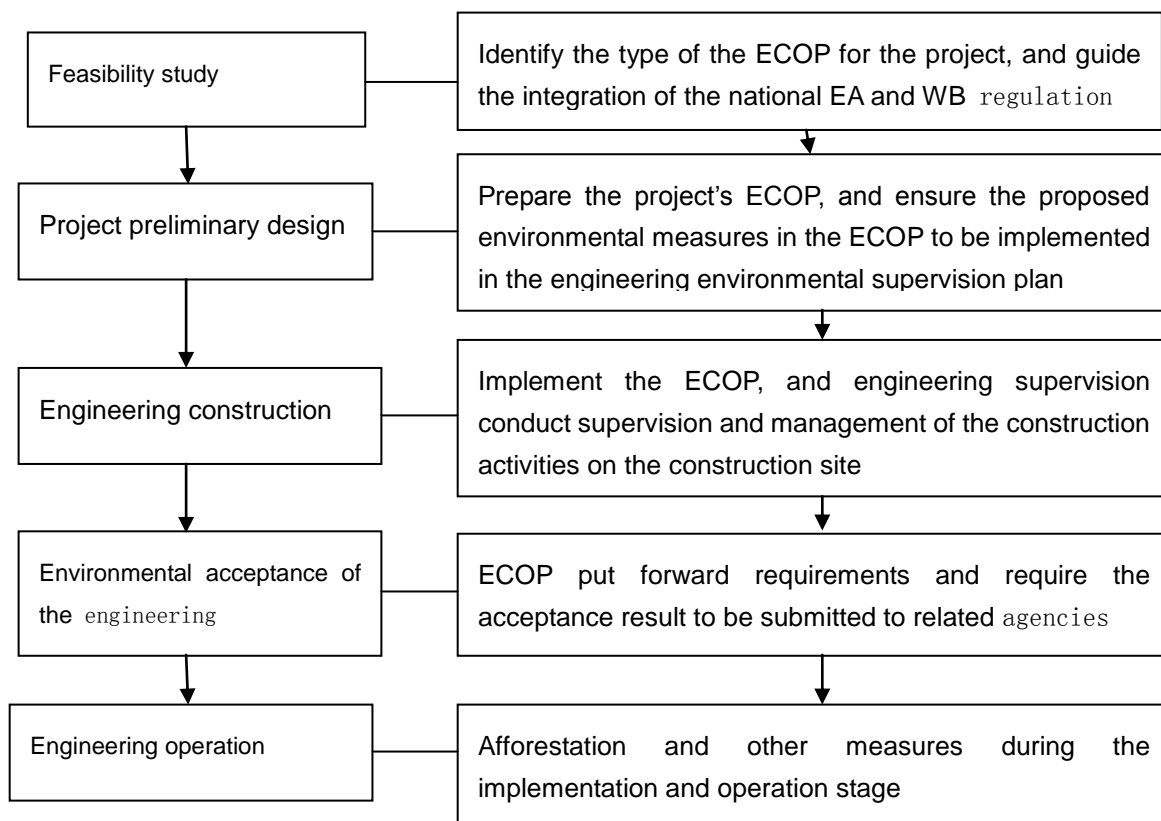 Feasibility study
Identify the type of the ECOP for the project, and guide
the integration of the national EA and WB regulation
Project preliminary design
Prepare the project's ECOP, and ensure the proposed
environmental measures in the ECOP to be implemented
in the engineering environmental supervision plan
Engineering construction
Implement the ECOP, and engineering supervision
conduct supervision and management of the construction
activities on the construction site
Environmental acceptance of
the engineering
ECOP put forward requirements and require the
acceptance result to be submitted to related agencies
Engineering operation
Afforestation and other measures during the
implementation and operation stage